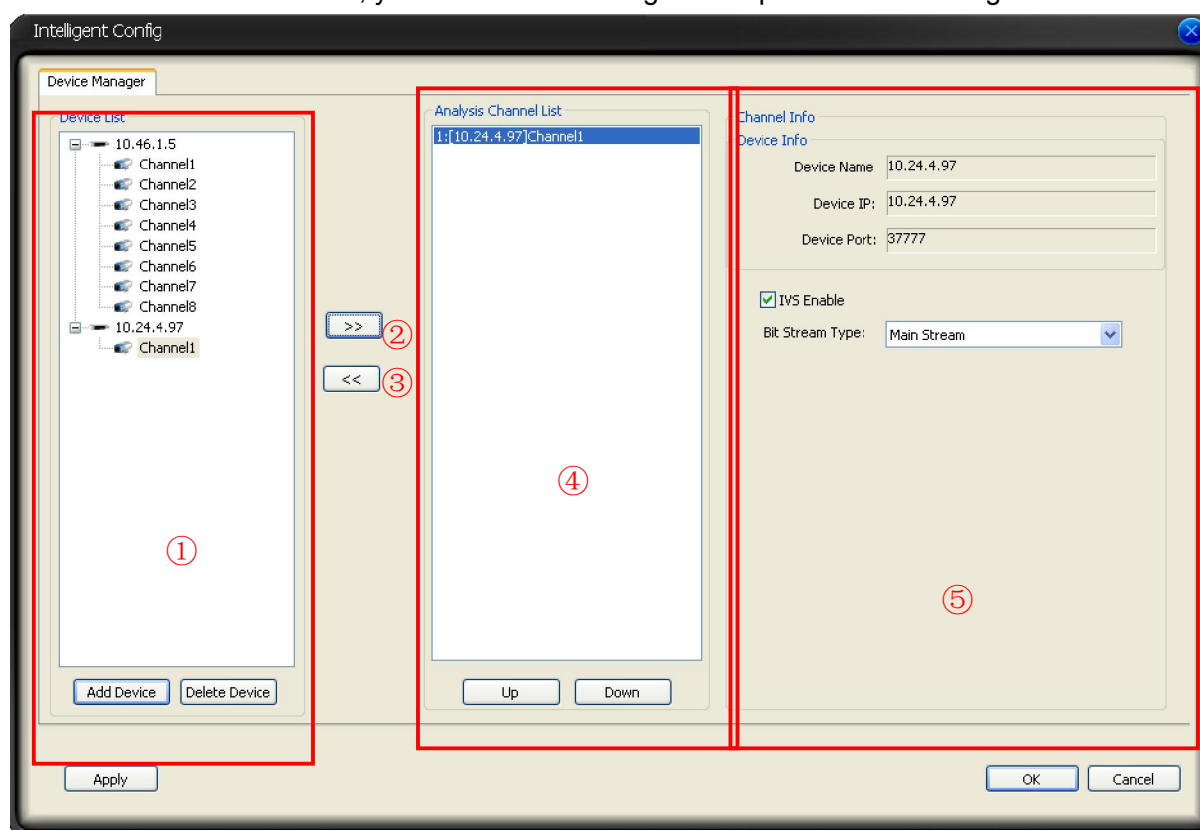 Intelligent Config
Device Manager
Device List
10.46.1.5
Channel1
Channel2
Channel3
Channel4
Channel5
Channel6
Channel7
Channel8
10.24.4.97
Channel1
①
Add Device Delete Device
>> ②
<< ③
Analysis Channel List
1:[10.24.4.97]Channel1
④
Up Down
Channel Info
Device Info
Device Name 10.24.4.97
Device IP: 10.24.4.97
Device Port: 37777
IVS Enable
Bit Stream Type: Main Stream
⑤
Apply OK Cancel